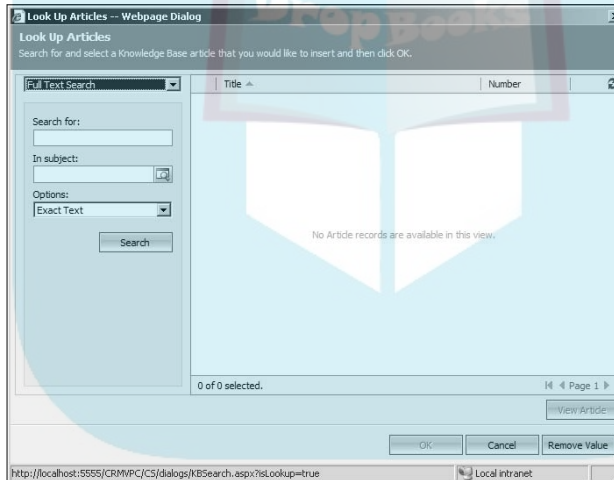 Look Up Articles -- Webpage Dialog
Drop Books
Look Up Articles
Search for and select a Knowledge Base article that you would like to insert and then click OK.
Full Text Search
Title
Number
Search for:
In subject:
Options:
Exact Text
Search
No Article records are available in this view.
0 of 0 selected.
Page 1
View Article
OK
Cancel
Remove Value
http://localhost:5555/CRMVPC/CS/dialogs/KBSearch.aspx?isLookup=true
Local intranet